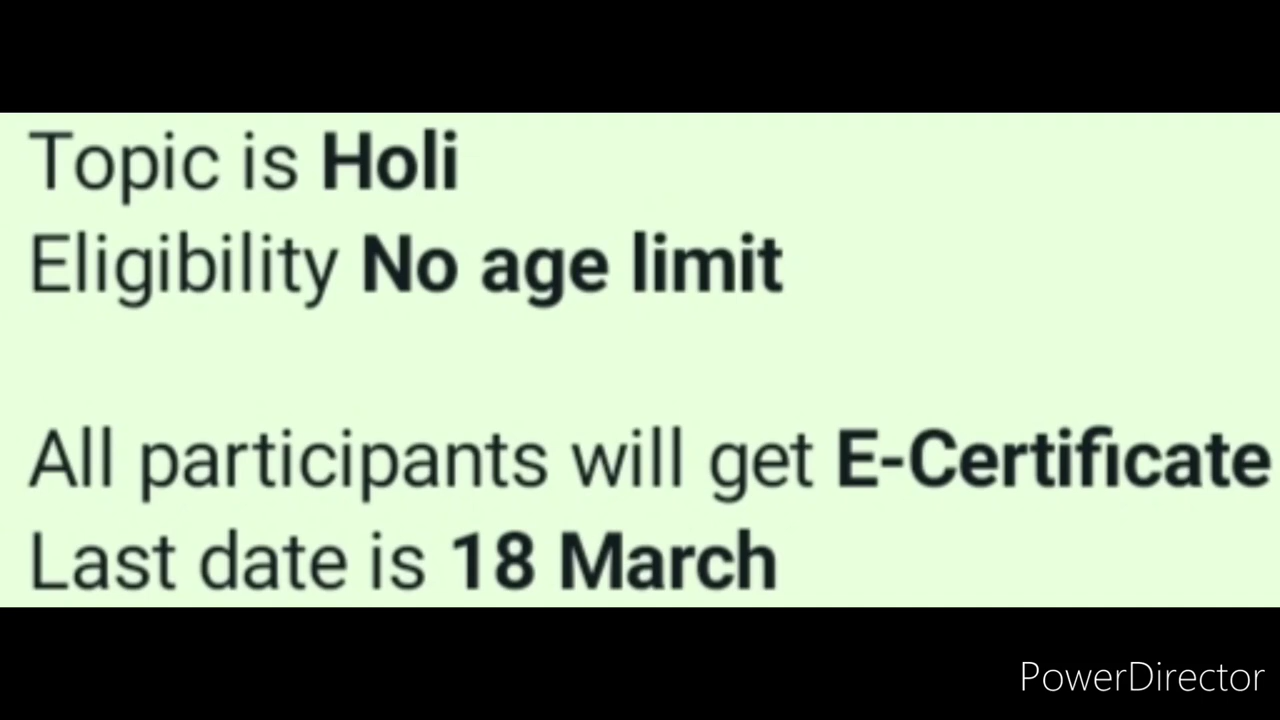 Topic is Holi
Eligibility No age limit
All participants will get E-Certificate
Last date is 18 March
PowerDirector